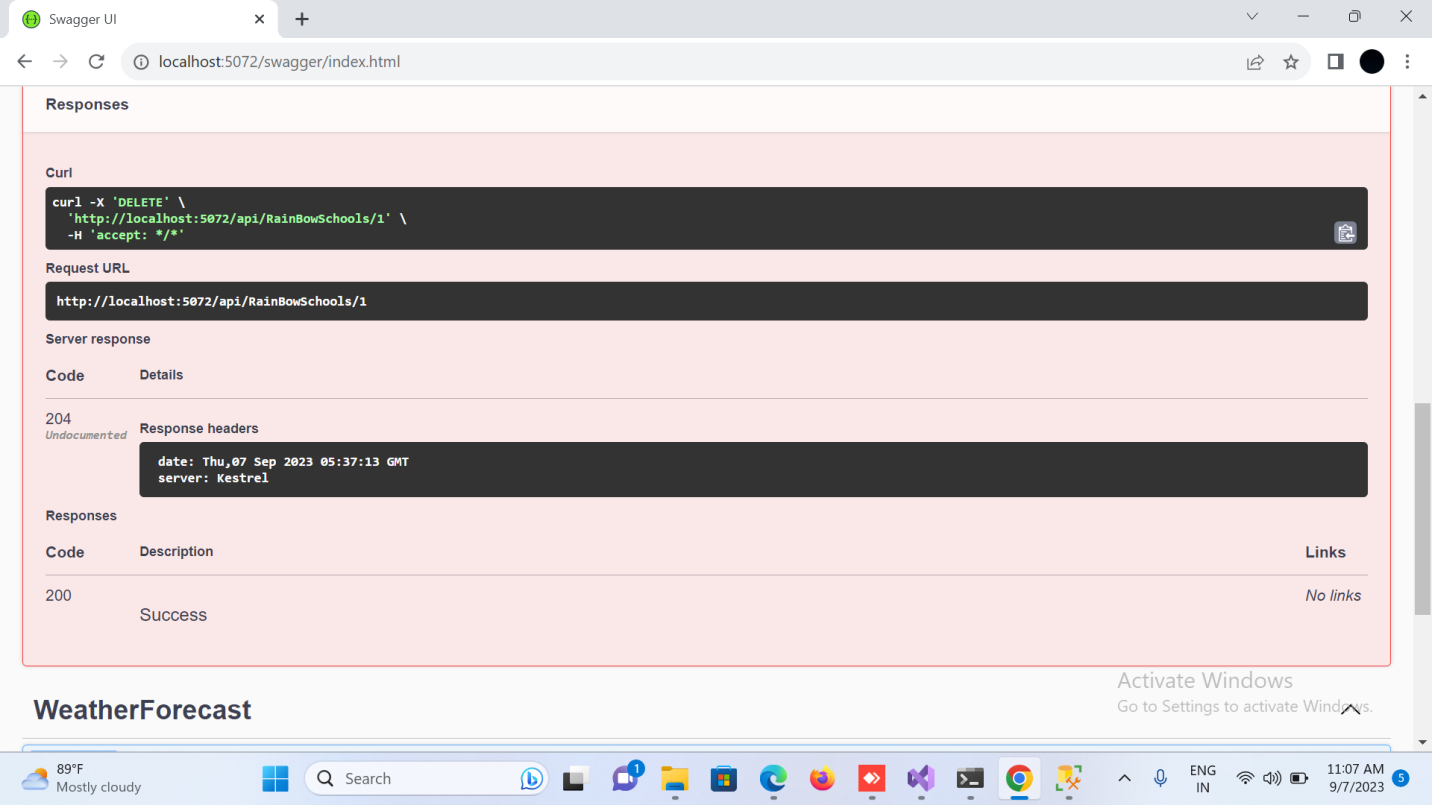 Swagger UI
localhost:5072/swagger/index.html
Responses
Curl
curl -X 'DELETE' \
'http://localhost:5072/api/RainBowSchools/1' \
-H 'accept: */*'
Request URL
http://localhost:5072/api/RainBowSchools/1
Server response
Code Details
204
Undocumented
Response headers
date: Thu,07 Sep 2023 05:37:13 GMT
server: Kestrel
Responses
Code Description Links
200 No links
Success
Activate Windows
Go to Settings to activate Windows.
WeatherForecast
89°F
Mostly cloudy
Search
1
ENG
IN
11:07 AM
9/7/2023
5